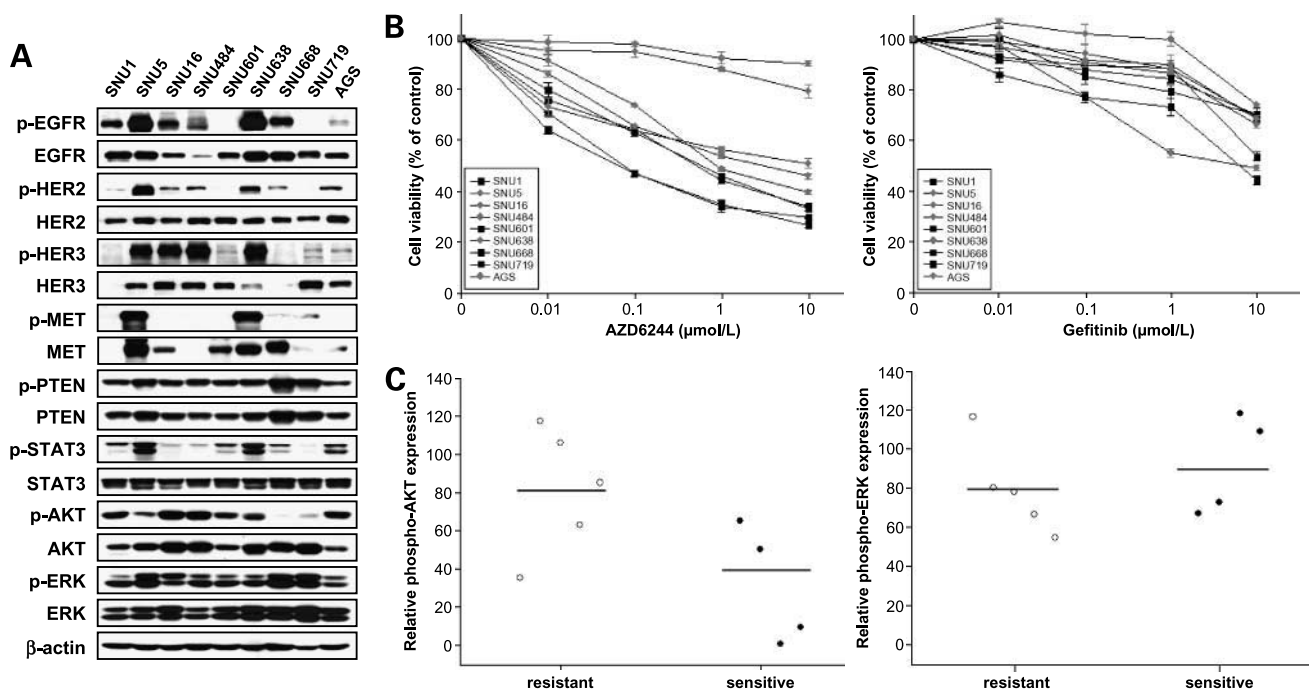 A
SNU1
SNU5
SNU16
SNU484
SNU601
SNU638
SNU668
SNU719
AGS
p-EGFR
EGFR
p-HER2
HER2
p-HER3
HER3
p-MET
MET
p-PTEN
PTEN
p-STAT3
STAT3
p-AKT
AKT
p-ERK
ERK
β-actin
B
Cell viability (% of control)
100
80
60
40
20
0
SNU1
SNU5
SNU16
SNU484
SNU601
SNU638
SNU668
SNU719
AGS
0 0.01 0.1 1 10
AZD6244 (μmol/L)
Cell viability (% of control)
100
80
60
40
20
0
SNU1
SNU5
SNU16
SNU484
SNU601
SNU638
SNU668
SNU719
AGS
0 0.01 0.1 1 10
Gefitinib (μmol/L)
C
Relative phospho-AKT expression
140
120
100
80
60
40
20
0
resistant sensitive
Relative phospho-ERK expression
140
120
100
80
60
40
20
0
resistant sensitive